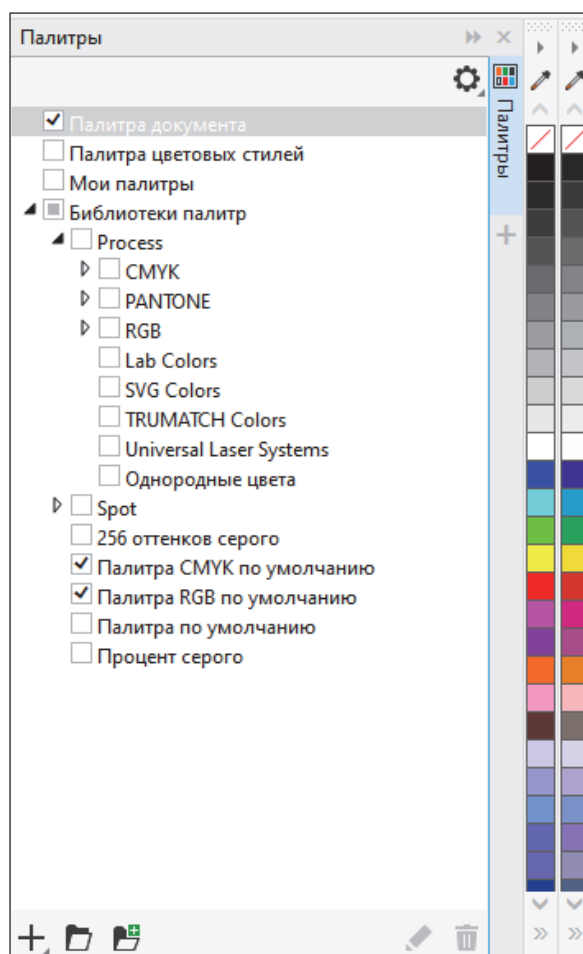 Палитры
Палитра документа
Палитра цветовых стилей
Мои палитры
Библиотеки палитр
Process
CMYK
PANTONE
RGB
Lab Colors
SVG Colors
TRUMATCH Colors
Universal Laser Systems
Однородные цвета
Spot
256 оттенков серого
Палитра CMYK по умолчанию
Палитра RGB по умолчанию
Палитра по умолчанию
Процент серого
Палитры